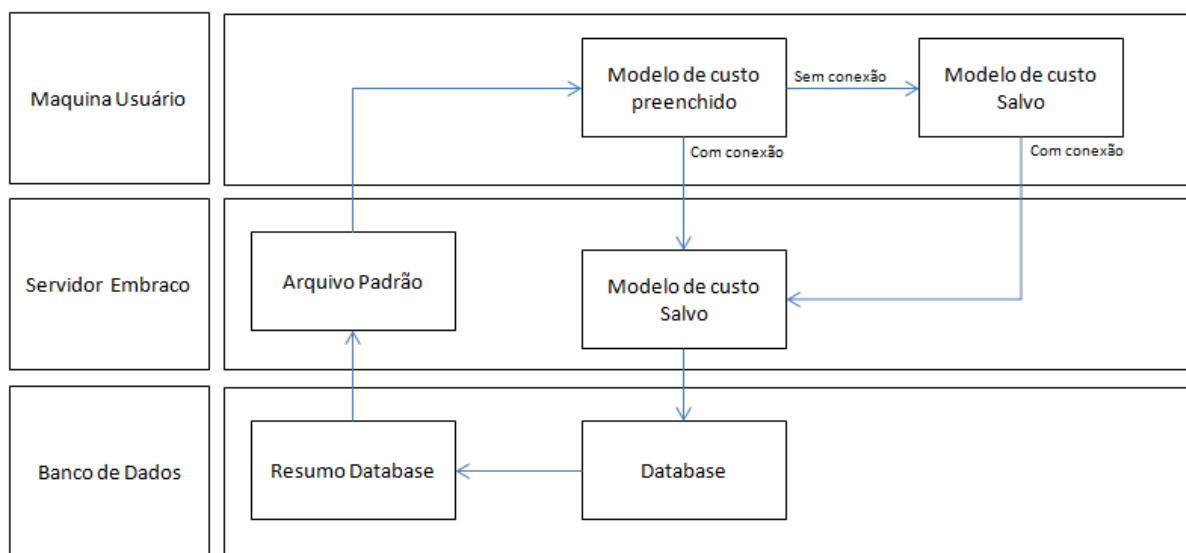 Maquina Usuário
Modelo de custo
preenchido
Sem conexão
Modelo de custo
Salvo
Com conexão
Com conexão
Servidor Embraco
Arquivo Padrão
Modelo de custo
Salvo
Banco de Dados
Resumo Database
Database